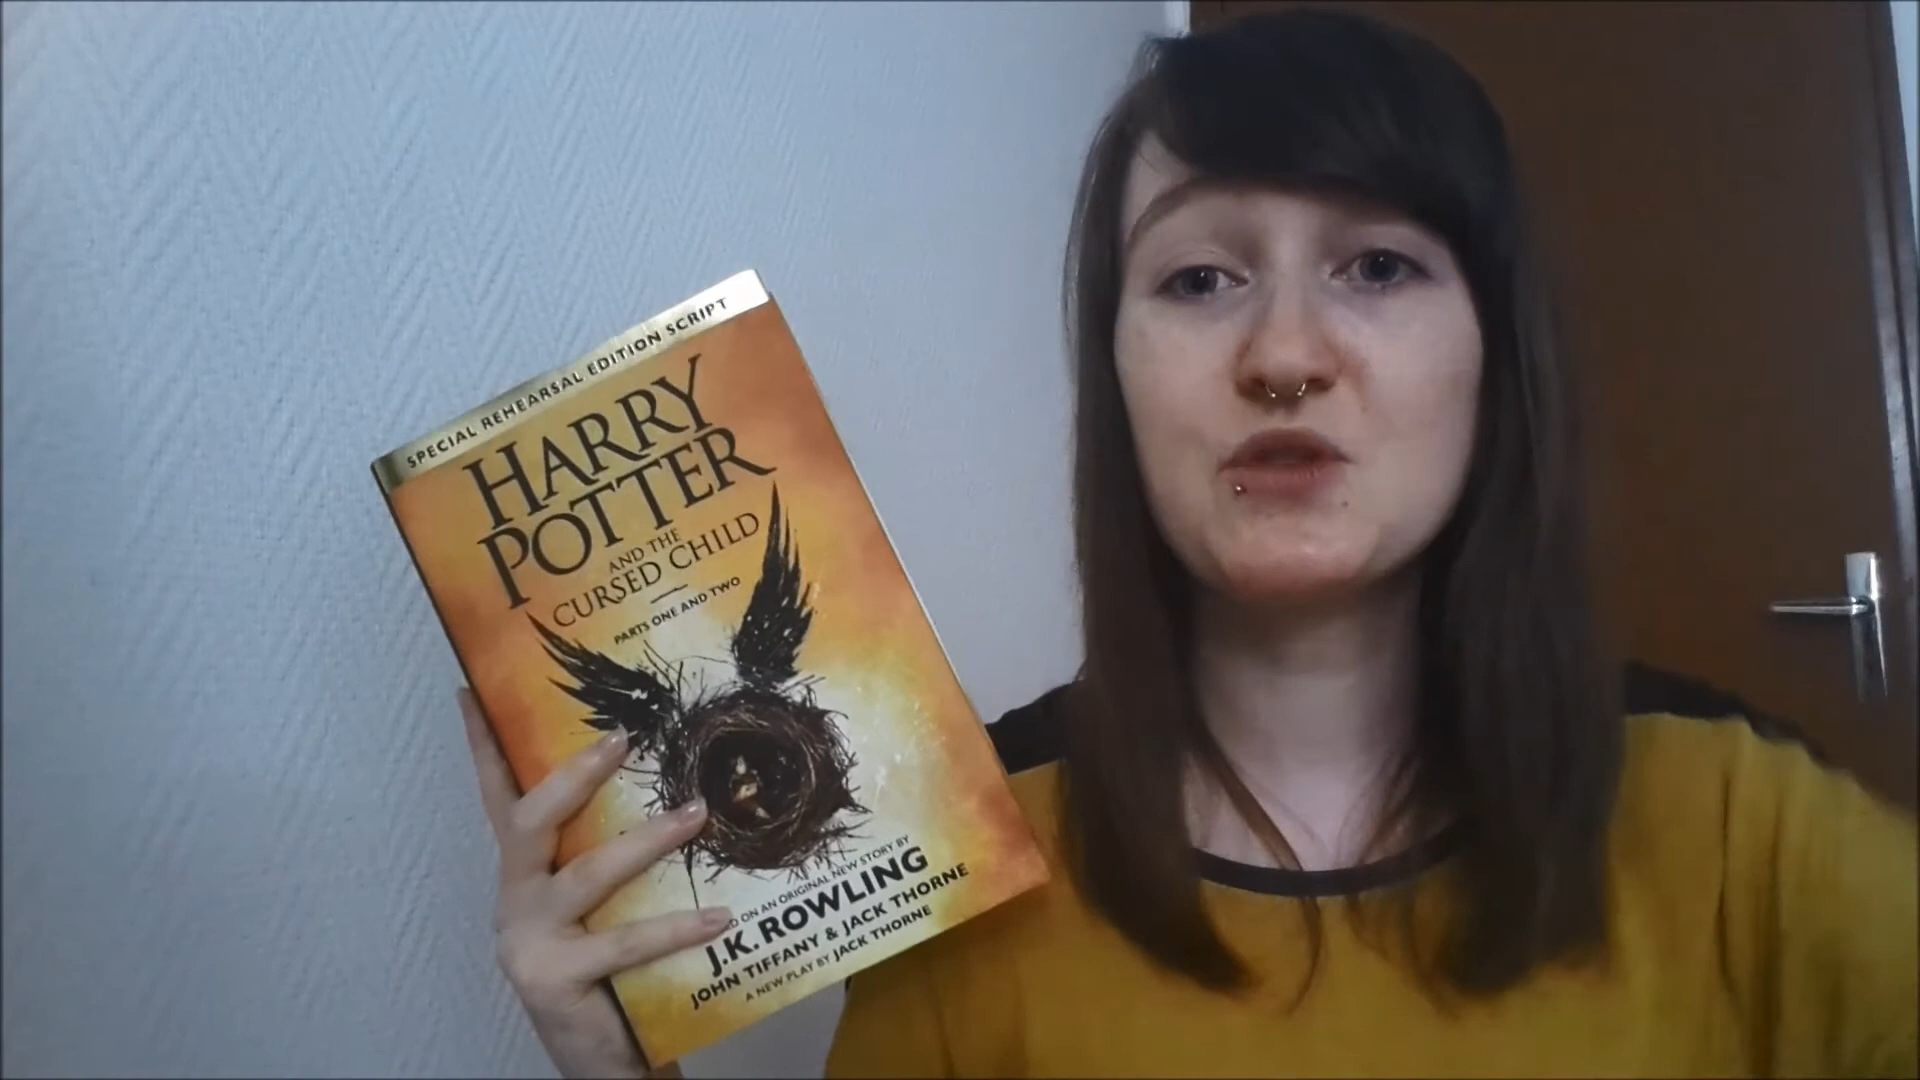 SPECIAL REHEARSAL EDITION SCRIPT
HARRY
POTTER
AND THE
CURSED CHILD
PARTS ONE AND TWO
ON AN ORIGINAL NEW STORY BY
J.K. ROWLING
JOHN TIFFANY & JACK THORNE
A NEW PLAY BY JACK THORNE